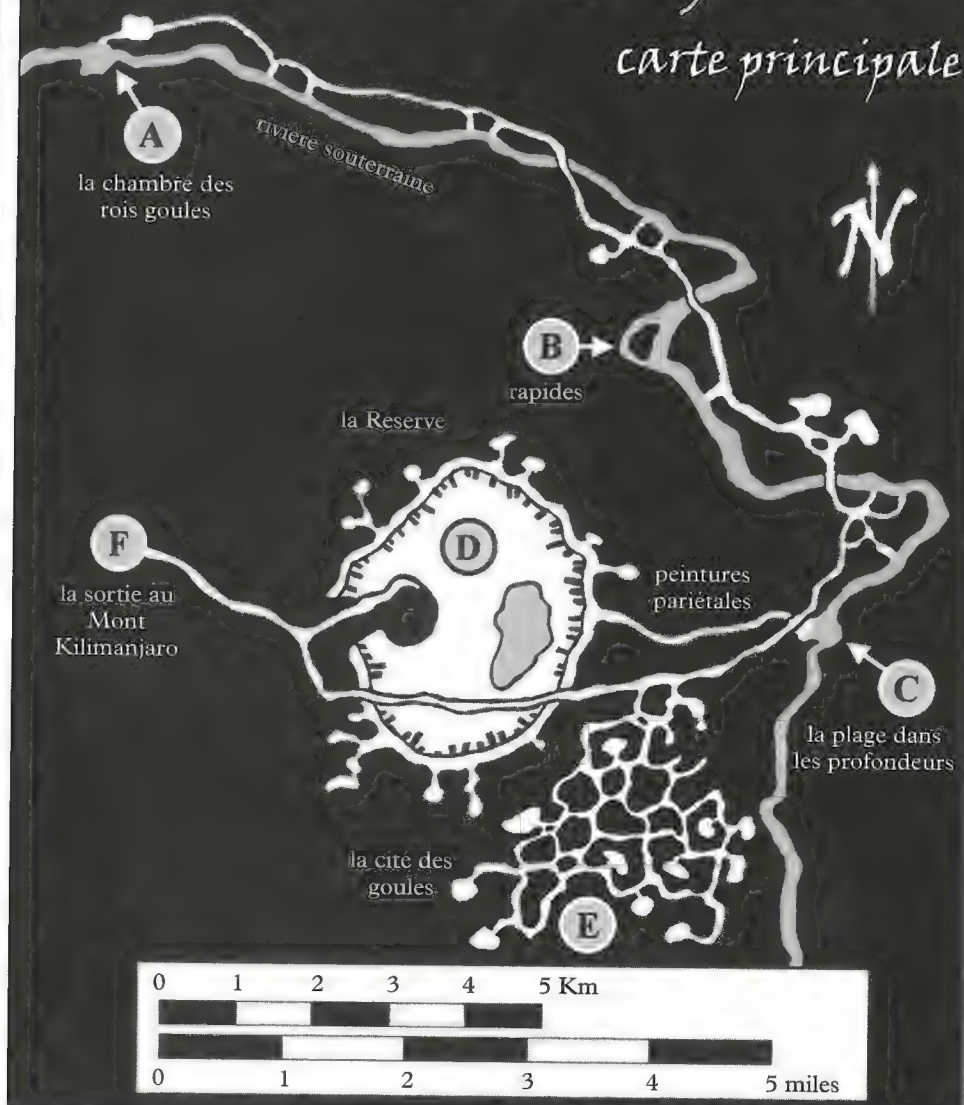 carte principale
A
la chambre des
rois goules
rivière souterraine
N
B
rapides
la Réserve
D
F
la sortie au
Mont
Kilimanjaro
peintures
pariétales
C
la plage dans
les profondeurs
la cité des
goules
E
0 1 2 3 4 5 Km
0 1 2 3 4 5 miles